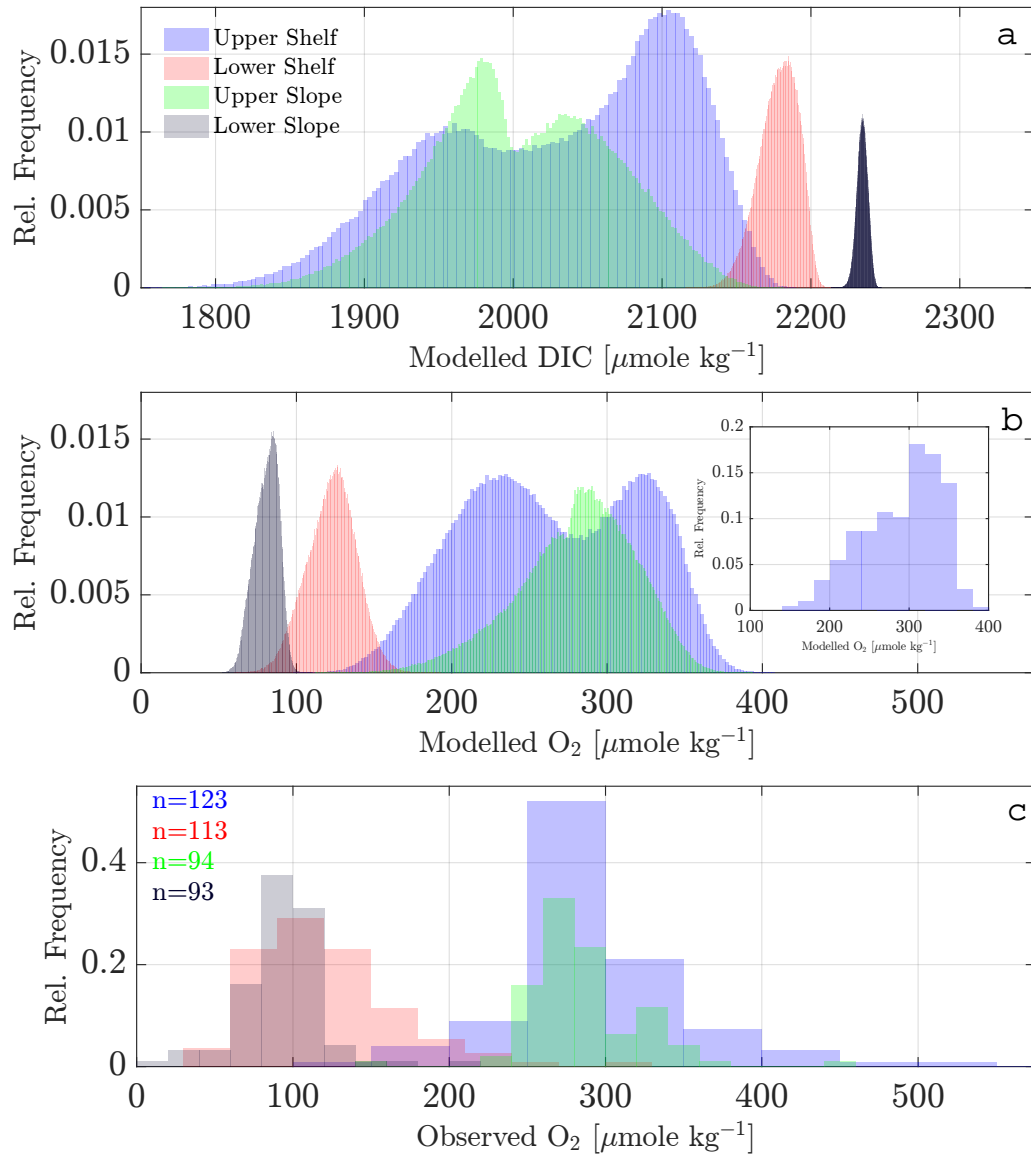 a
Upper Shelf
Lower Shelf
Upper Slope
Lower Slope
Rel. Frequency
0.015
0.01
0.005
0
1800 1900 2000 2100 2200 2300
Modelled DIC [μmole kg⁻¹]
b
Rel. Frequency
0.015
0.01
0.005
0
0 100 200 300 400 500
Modelled O₂ [μmole kg⁻¹]
Rel. Frequency
0.2
0.15
0.1
0.05
0
100 200 300 400
Modelled O₂ [μmole kg⁻¹]
c
n=123
n=113
n=94
n=93
Rel. Frequency
0.4
0.2
0
0 100 200 300 400 500
Observed O₂ [μmole kg⁻¹]